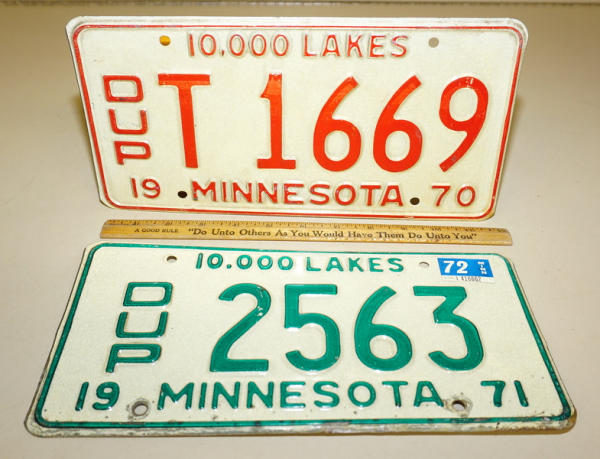 10,000 LAKES
DUP T 1669
19 MINNESOTA 70
A GOOD RULE "Do Unto Others As You Would Have Them Do Unto You"
10,000 LAKES 72 MINN
DUP 2563
19 MINNESOTA 71